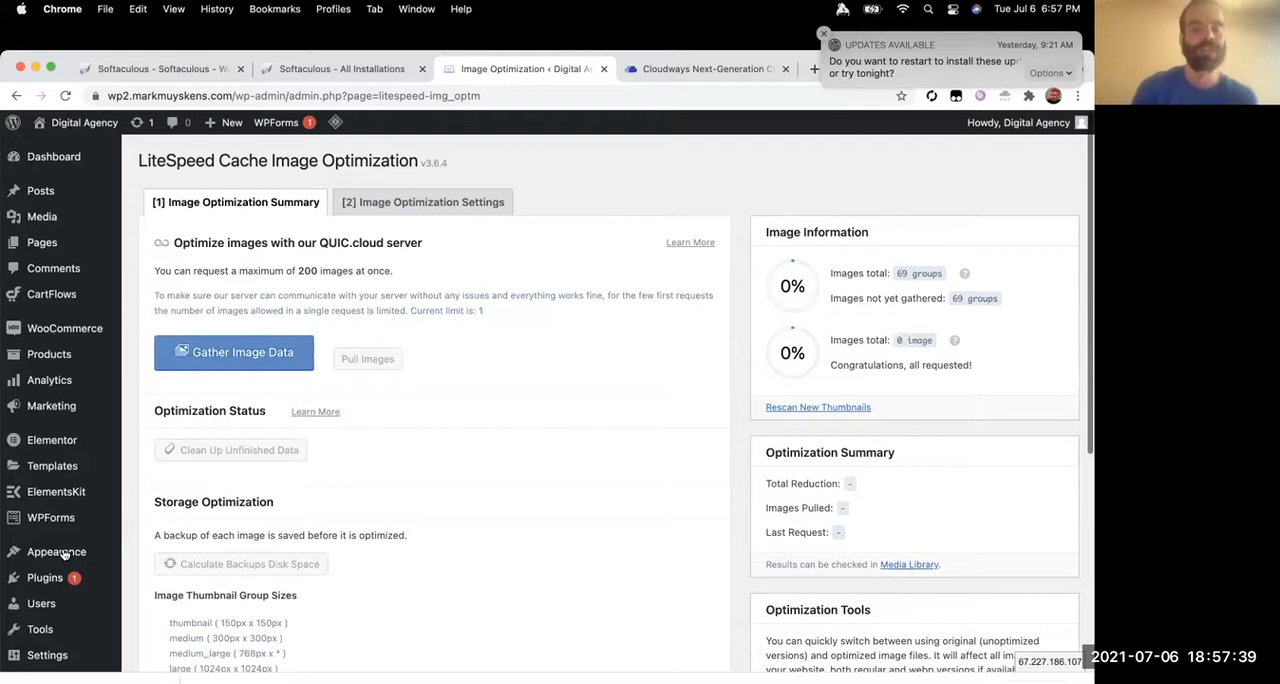 Chrome File Edit View History Bookmarks Profiles Tab Window Help Tue Jul 6 6:57 PM
UPDATES AVAILABLE Yesterday, 9:21 AM
Do you want to restart to install these up
or try tonight? Options
Softaculous - Softaculous - W Softaculous - All Installations Image Optimization ‹ Digital A Cloudways Next-Generation C
wp2.markmuyskens.com/wp-admin/admin.php?page=litespeed-img_optm
Digital Agency 1 0 New WPForms 1 Howdy, Digital Agency
Dashboard
Posts
Media
Pages
Comments
CartFlows
WooCommerce
Products
Analytics
Marketing
Elementor
Templates
ElementsKit
WPForms
Appearance
Plugins 1
Users
Tools
Settings
LiteSpeed Cache Image Optimization v3.6.4
[1] Image Optimization Summary [2] Image Optimization Settings
Optimize images with our QUIC.cloud server Learn More
You can request a maximum of 200 images at once.
To make sure our server can communicate with your server without any issues and everything works fine, for the few first requests
the number of images allowed in a single request is limited. Current limit is: 1
Gather Image Data Pull Images
Optimization Status Learn More
Clean Up Unfinished Data
Storage Optimization
A backup of each image is saved before it is optimized.
Calculate Backups Disk Space
Image Thumbnail Group Sizes
thumbnail ( 150px x 150px )
medium ( 300px x 300px )
medium_large ( 768px x * )
large ( 1024px x 1024px )
Image Information
0%
Images total: 69 groups ?
Images not yet gathered: 69 groups
0%
Images total: 0 image ?
Congratulations, all requested!
Rescan New Thumbnails
Optimization Summary
Total Reduction: -
Images Pulled: -
Last Request: -
Results can be checked in Media Library.
Optimization Tools
You can quickly switch between using original (unoptimized
versions) and optimized image files. It will affect all im
your website, both regular and webp versions if availa
67.227.186.107
2021-07-06 18:57:39